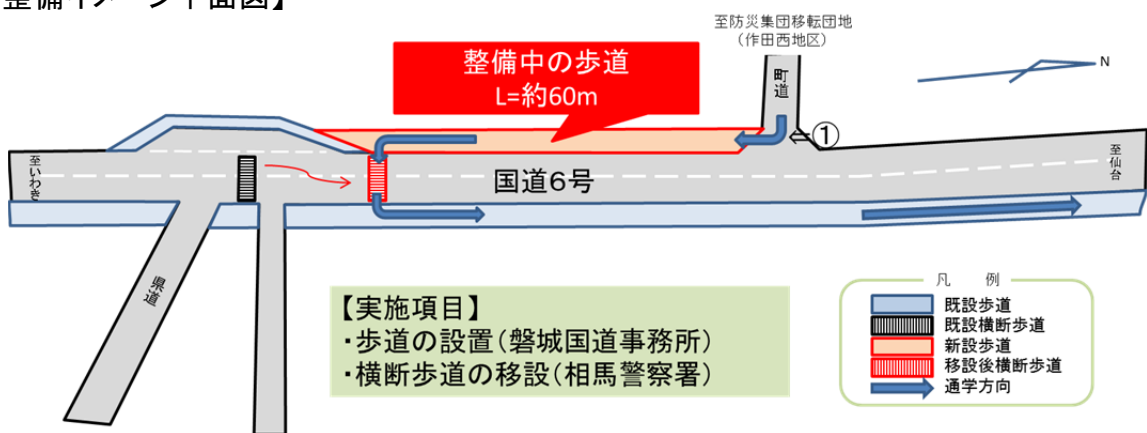 整備イメージ平面図】
至防災集団移転団地
(作田西地区)
整備中の歩道
L=約60m
町道
N
⇐①
至いわき
国道6号
至仙台
県道
【実施項目】
・歩道の設置(磐城国道事務所)
・横断歩道の移設(相馬警察署)
凡 例
既設歩道
既設横断歩道
新設歩道
移設後横断歩道
通学方向